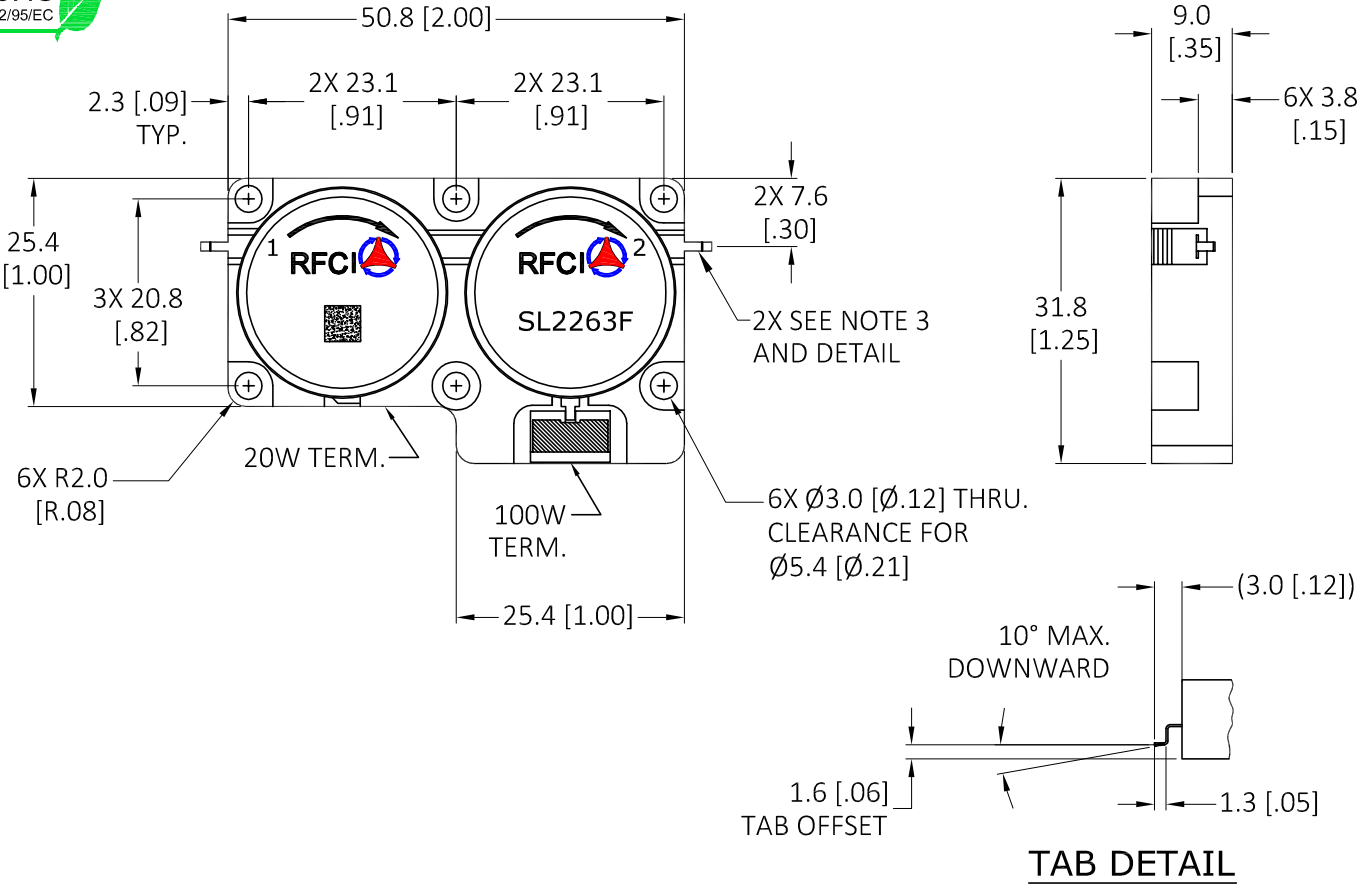 2/95/EC
50.8 [2.00]
9.0
[.35]
2X 23.1
[.91]
2X 23.1
[.91]
2.3 [.09]
TYP.
6X 3.8
[.15]
2X 7.6
[.30]
25.4
[1.00]
3X 20.8
[.82]
1
RFCI
RFCI
2
SL2263F
2X SEE NOTE 3
AND DETAIL
31.8
[1.25]
20W TERM.
6X R2.0
[R.08]
100W
TERM.
6X Ø3.0 [Ø.12] THRU.
CLEARANCE FOR
Ø5.4 [Ø.21]
25.4 [1.00]
(3.0 [.12])
10° MAX.
DOWNWARD
1.6 [.06]
TAB OFFSET
1.3 [.05]
TAB DETAIL